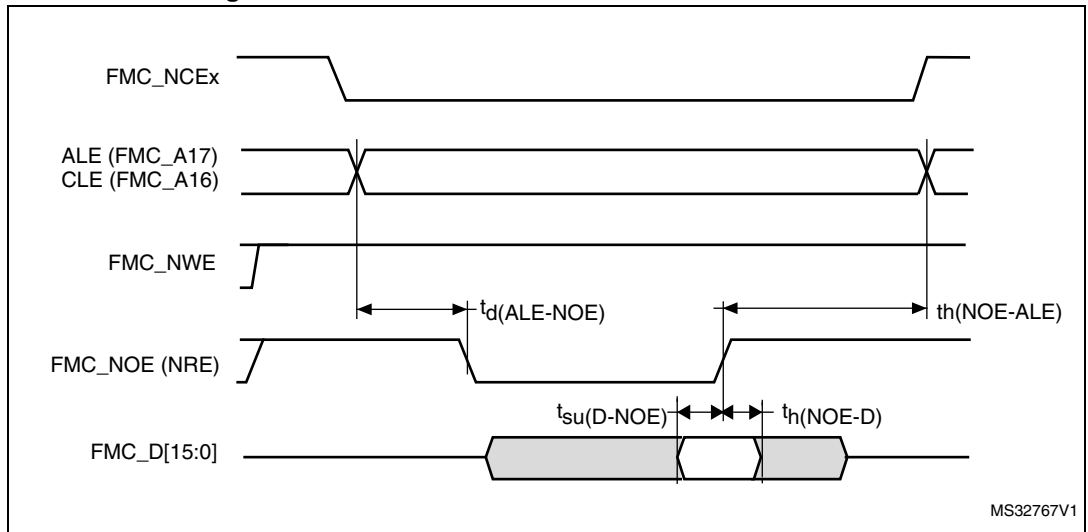 FMC_NCEx
ALE (FMC_A17)
CLE (FMC_A16)
FMC_NWE
td(ALE-NOE)
th(NOE-ALE)
FMC_NOE (NRE)
tsu(D-NOE)
th(NOE-D)
FMC_D[15:0]
MS32767V1